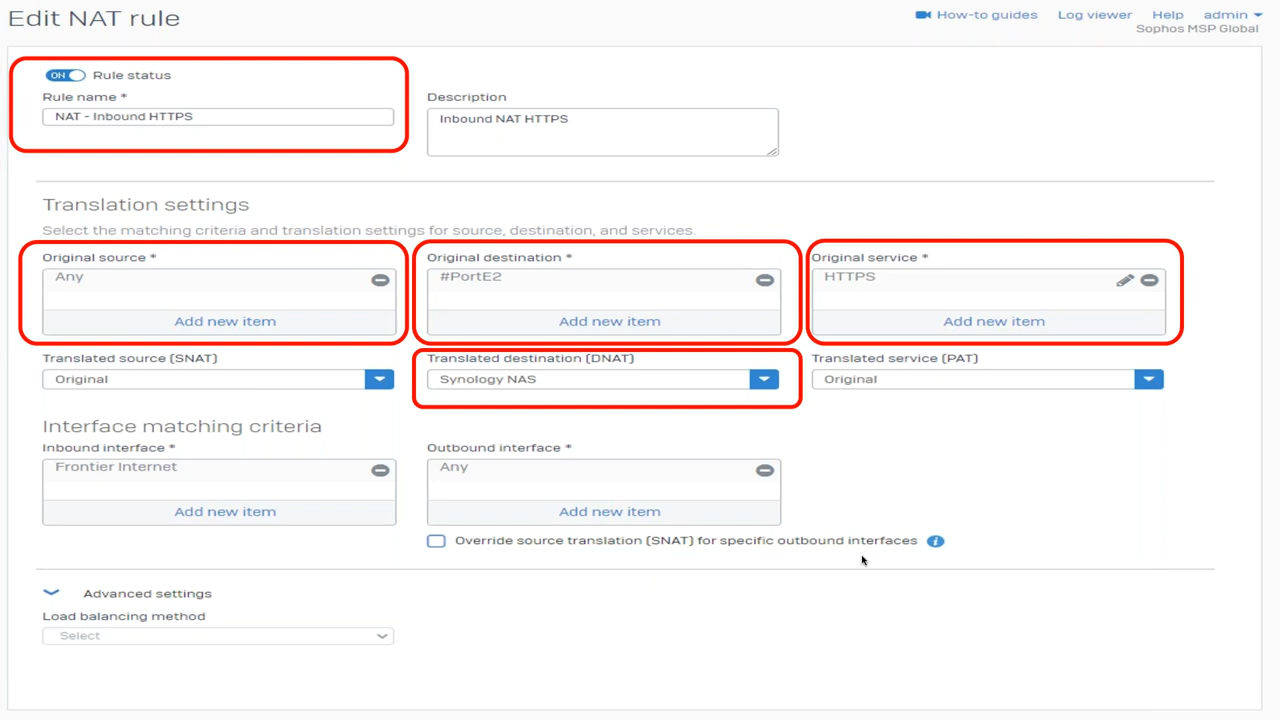 Edit NAT rule
How-to guides Log viewer Help admin
Sophos MSP Global
ON Rule status
Rule name * Description
NAT - Inbound HTTPS Inbound NAT HTTPS
Translation settings
Select the matching criteria and translation settings for source, destination, and services.
Original source * Original destination * Original service *
Any #PortE2 HTTPS
Add new item Add new item Add new item
Translated source (SNAT) Translated destination (DNAT) Translated service (PAT)
Original Synology NAS Original
Interface matching criteria
Inbound interface * Outbound interface *
Frontier Internet Any
Add new item Add new item
Override source translation (SNAT) for specific outbound interfaces i
Advanced settings
Load balancing method
Select